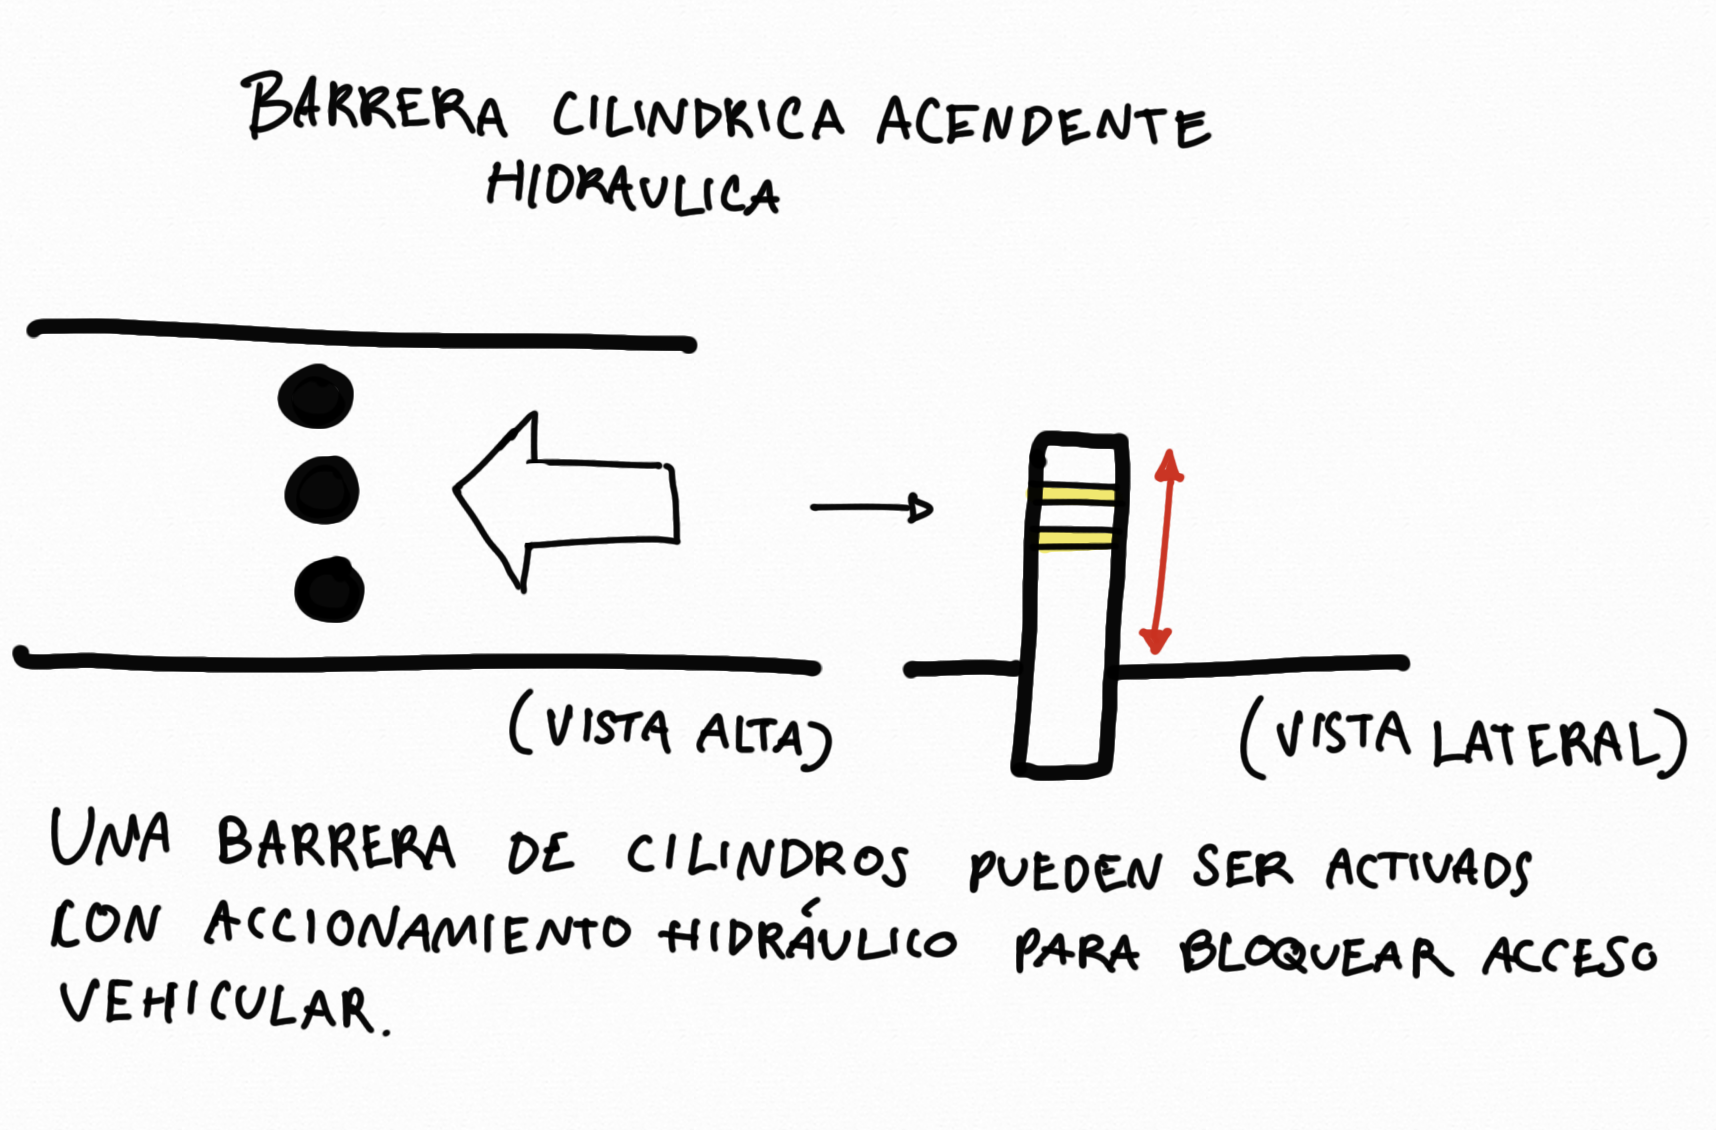 BARRERA CILINDRICA ACENDENTE
HIDRAULICA
(VISTA ALTA)
(VISTA LATERAL)
UNA BARRERA DE CILINDROS PUEDEN SER ACTIVADS
CON ACCIONAMIENTO HIDRÁULICO PARA BLOQUEAR ACCESO
VEHICULAR.